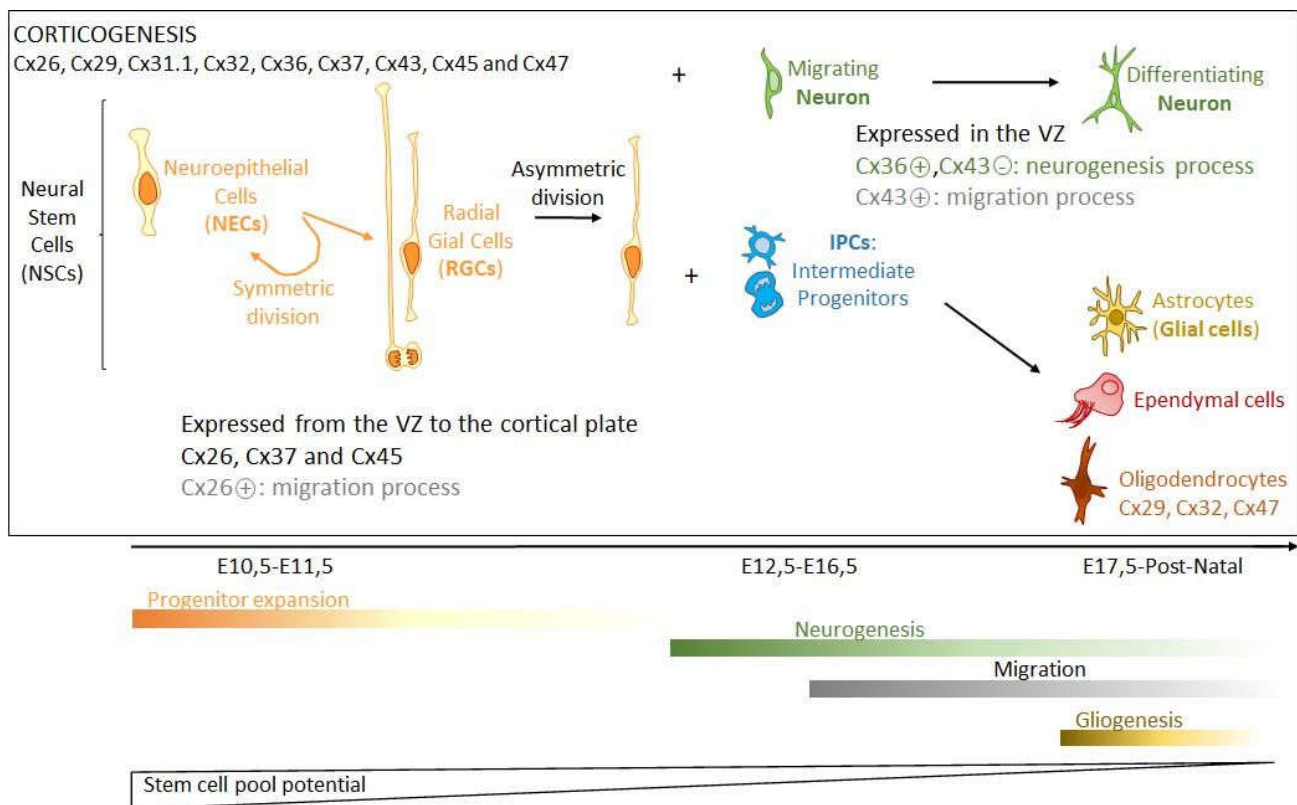 CORTICOGENESIS
Cx26, Cx29, Cx31.1, Cx32, Cx36, Cx37, Cx43, Cx45 and Cx47
Neural
Stem
Cells
(NSCs)
Neuroepithelial
Cells
(NECs)
Symmetric
division
Radial
Gial Cells
(RGCs)
Asymmetric
division
+
Migrating
Neuron
Differentiating
Neuron
Expressed in the VZ
Cx36⊕,Cx43⊖: neurogenesis process
Cx43⊕: migration process
+
IPCs:
Intermediate
Progenitors
Astrocytes
(Glial cells)
Ependymal cells
Oligodendrocytes
Cx29, Cx32, Cx47
Expressed from the VZ to the cortical plate
Cx26, Cx37 and Cx45
Cx26⊕: migration process
E10,5-E11,5
E12,5-E16,5
E17,5-Post-Natal
Progenitor expansion
Neurogenesis
Migration
Gliogenesis
Stem cell pool potential